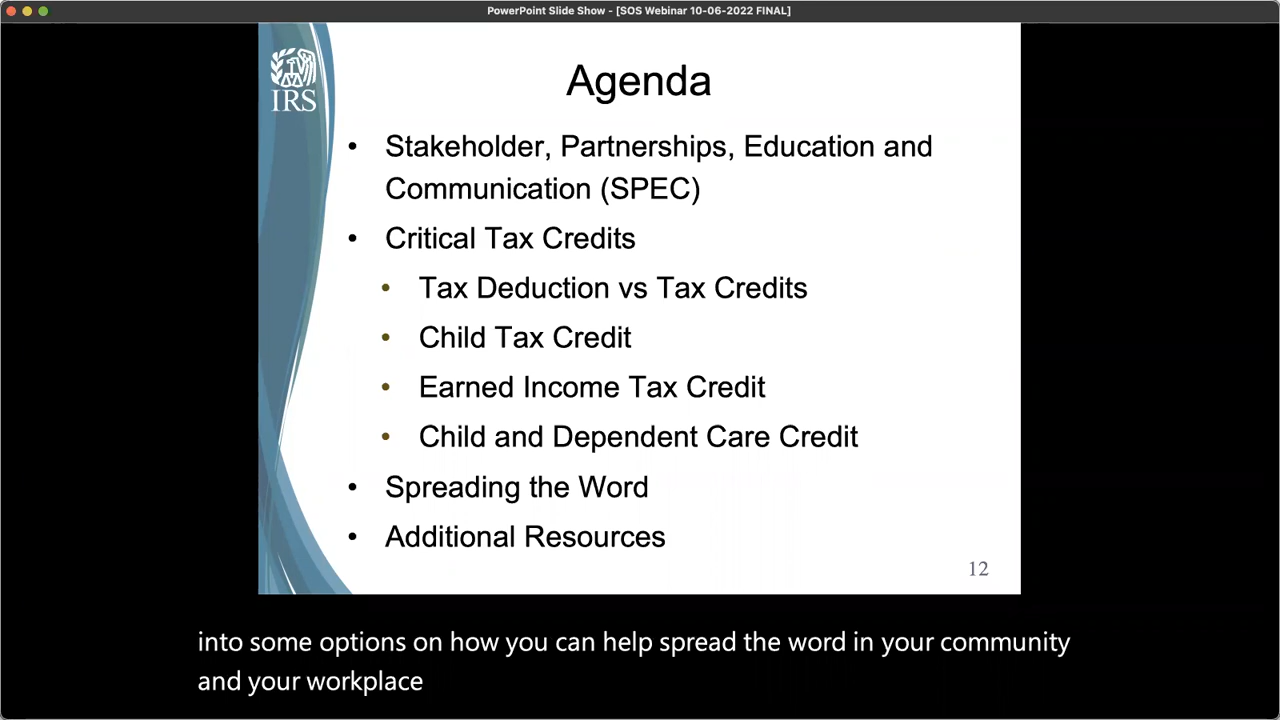 PowerPoint Slide Show - [SOS Webinar 10-06-2022 FINAL]
IRS
Agenda
• Stakeholder, Partnerships, Education and
Communication (SPEC)
• Critical Tax Credits
• Tax Deduction vs Tax Credits
• Child Tax Credit
• Earned Income Tax Credit
• Child and Dependent Care Credit
• Spreading the Word
• Additional Resources
12
into some options on how you can help spread the word in your community
and your workplace